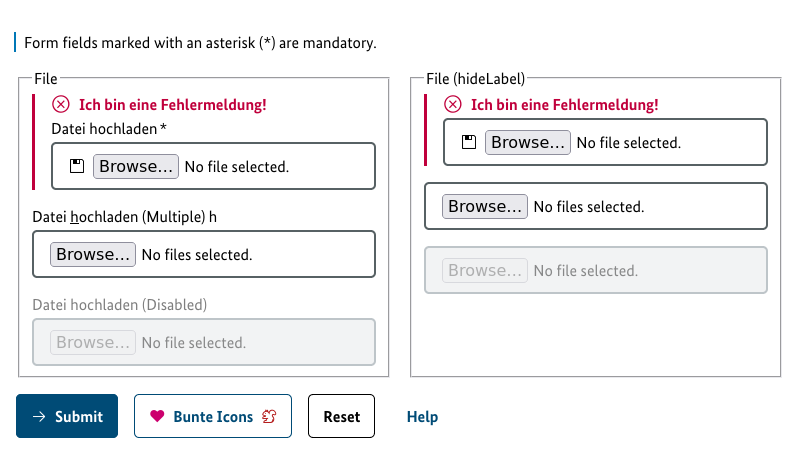 Form fields marked with an asterisk (*) are mandatory.
File
Ich bin eine Fehlermeldung!
Datei hochladen *
Browse... No file selected.
Datei hochladen (Multiple) h
Browse... No files selected.
Datei hochladen (Disabled)
Browse... No file selected.
File (hideLabel)
Ich bin eine Fehlermeldung!
Browse... No file selected.
Browse... No files selected.
Browse... No file selected.
Submit
Bunte Icons
Reset
Help